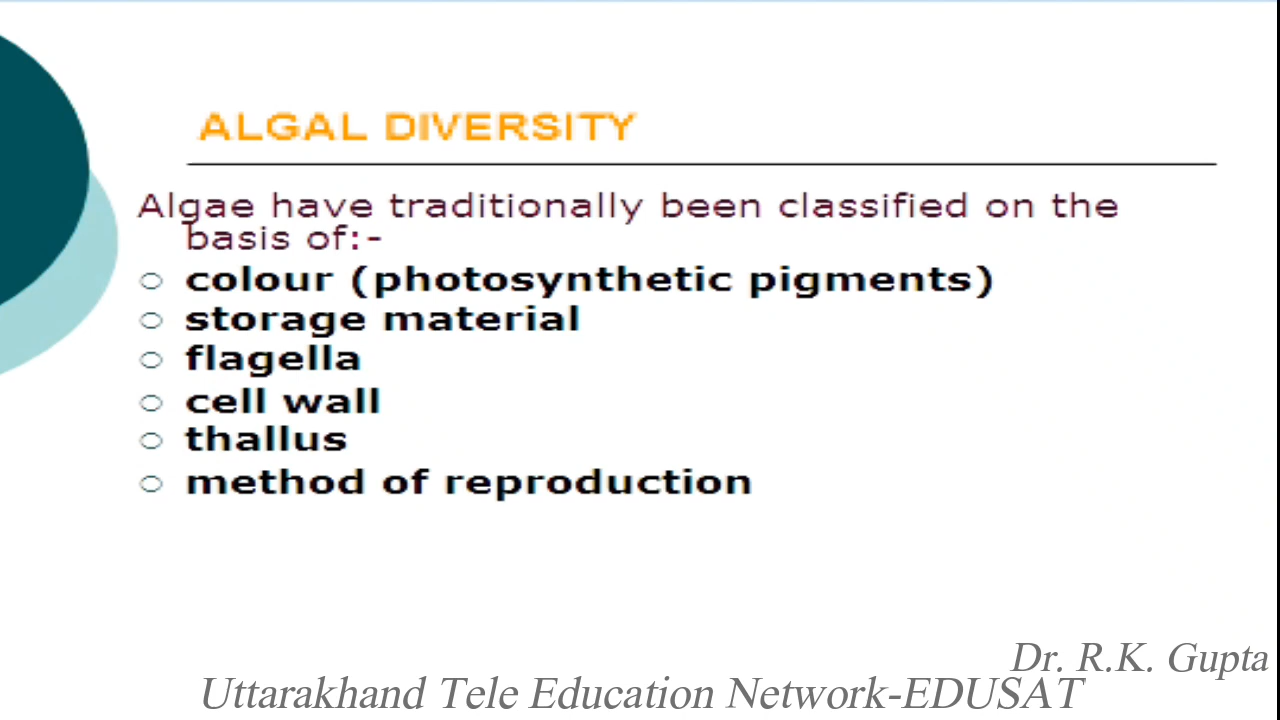 ALGAL DIVERSITY
Algae have traditionally been classified on the
basis of:-
colour (photosynthetic pigments)
storage material
flagella
cell wall
thallus
method of reproduction
Dr. R.K. Gupta
Uttarakhand Tele Education Network-EDUSAT